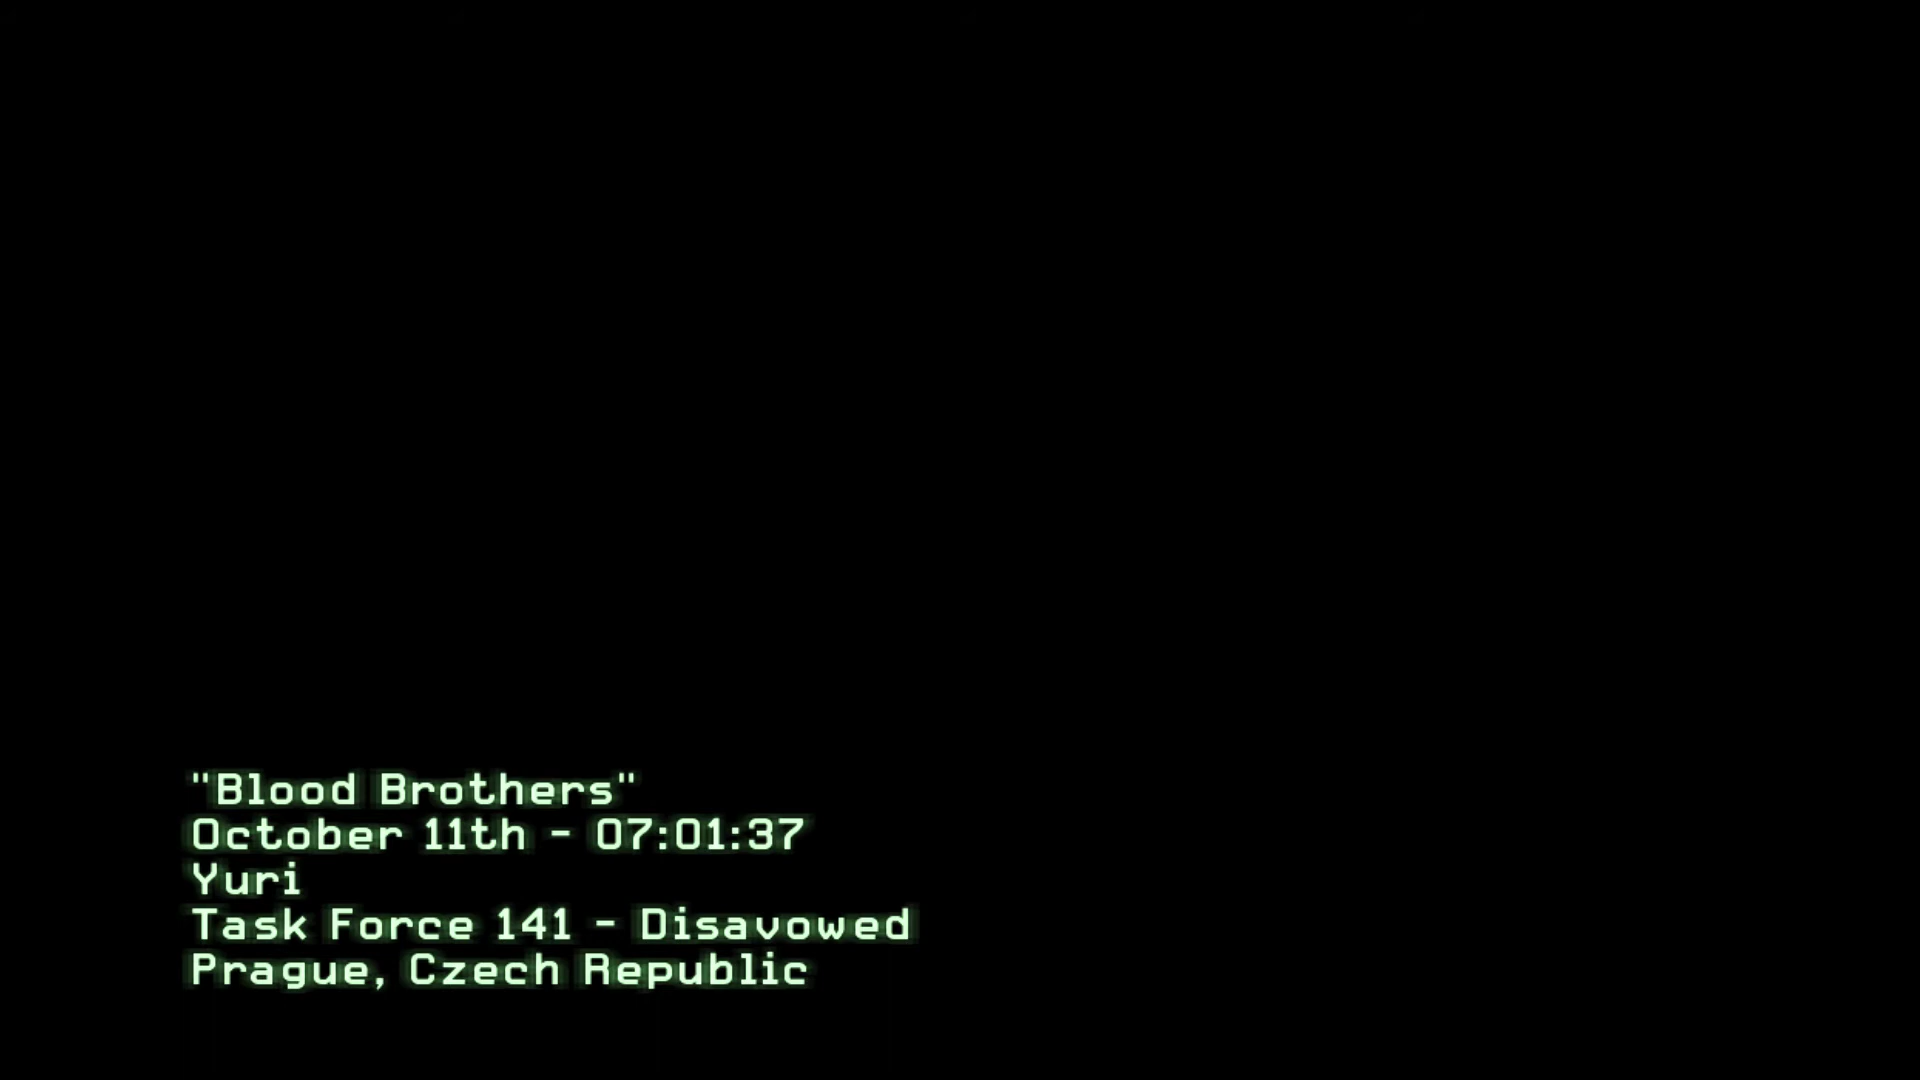 "Blood Brothers"
October 11th - 07:01:37
Yuri
Task Force 141 - Disavowed
Prague, Czech Republic